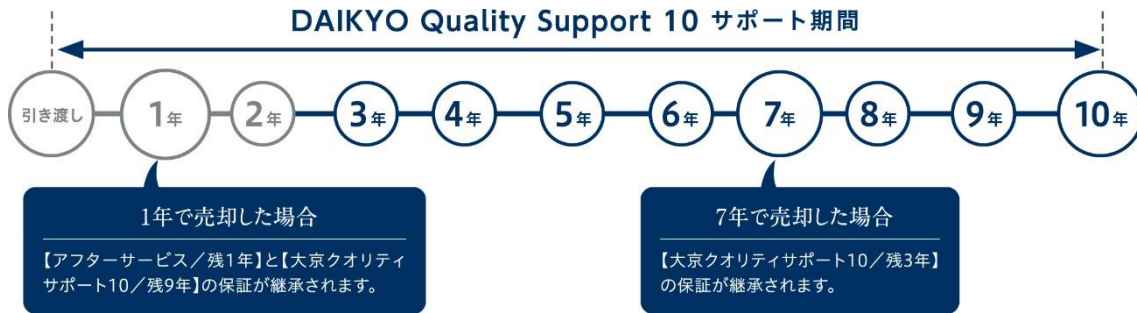 DAIKYO Quality Support 10 サポート期間
引き渡し 1年 2年 3年 4年 5年 6年 7年 8年 9年 10年
1年で売却した場合
【アフターサービス／残1年】と【大京クオリティ
サポート10／残9年】の保証が継承されます。
7年で売却した場合
【大京クオリティサポート10／残3年】
の保証が継承されます。